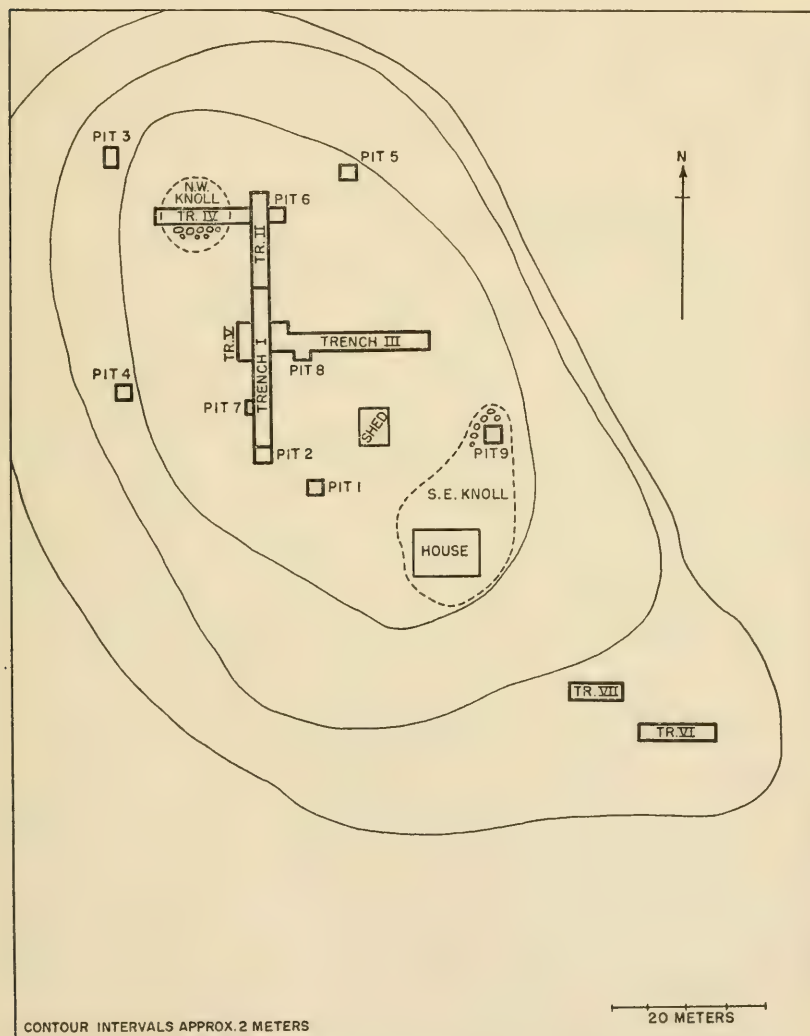 PIT 3
PIT 5
N
N.W.
KNOLL
PIT 6
TR. IV
TR. II
TR. V
TRENCH I
TRENCH III
PIT 8
PIT 4
PIT 7
SHED
PIT 2
PIT 9
PIT 1
S.E. KNOLL
HOUSE
TR. VII
TR. VI
20 METERS
CONTOUR INTERVALS APPROX. 2 METERS